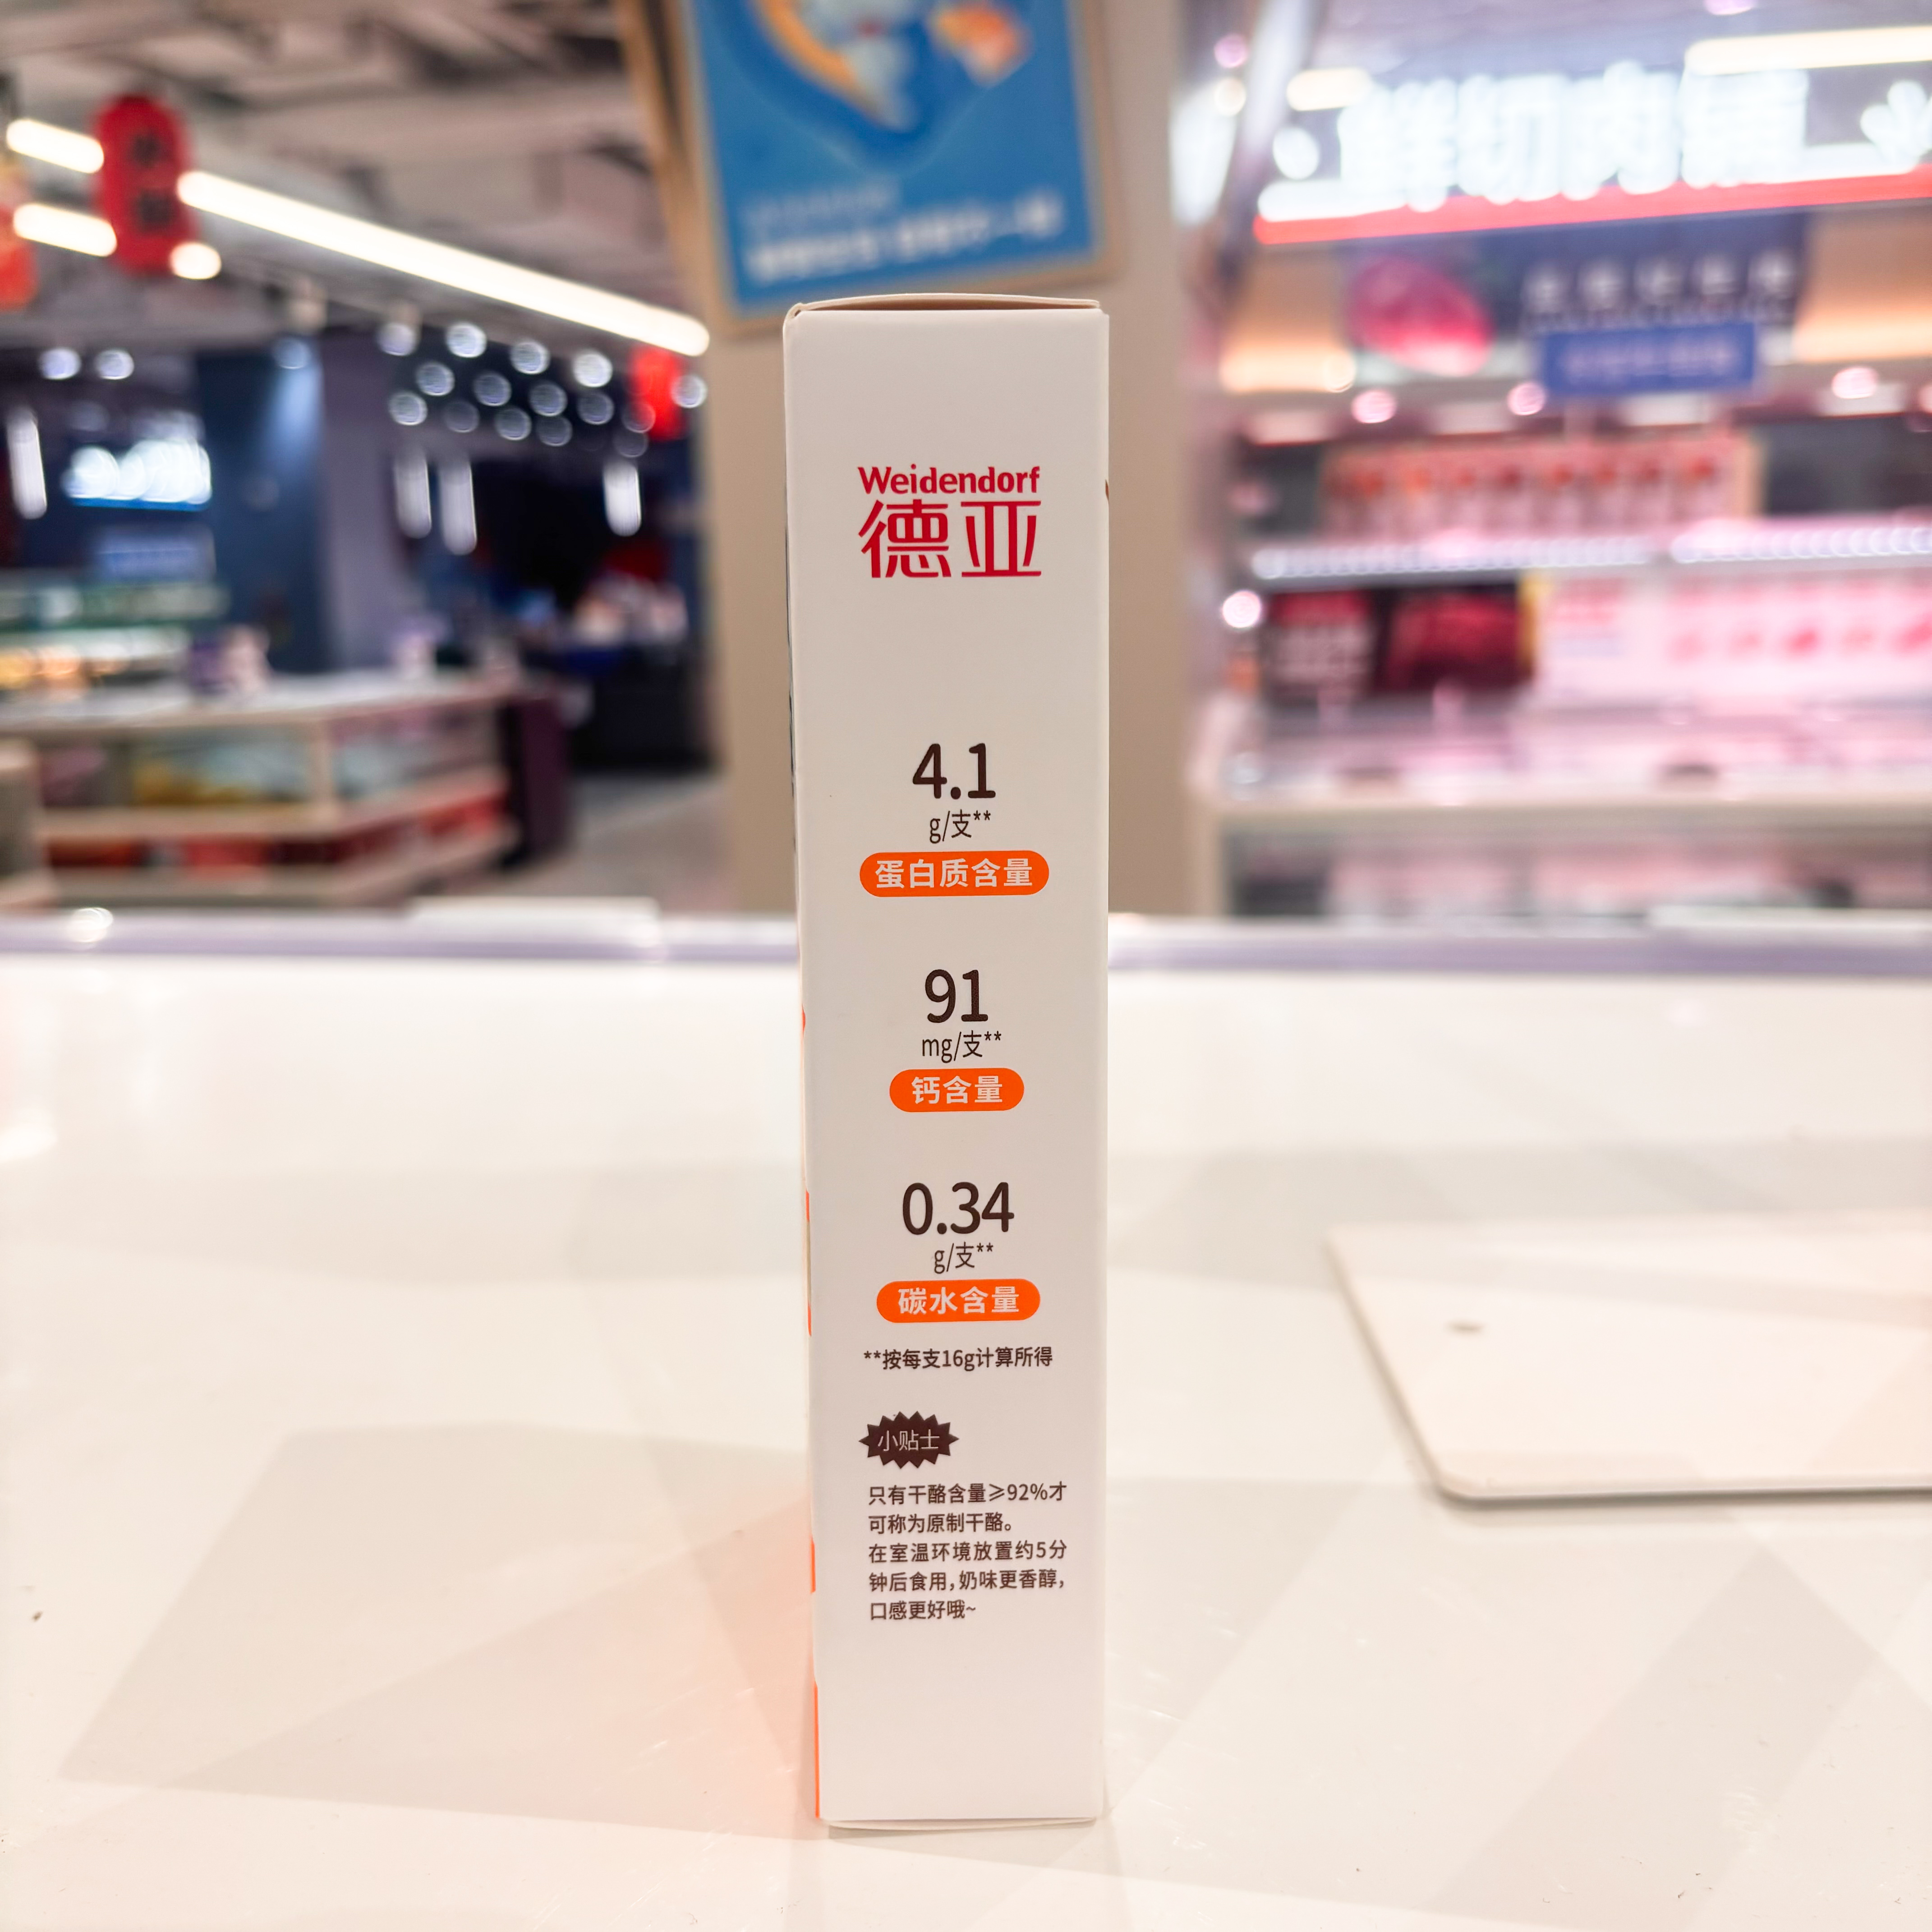 鲜切肉铺
Weidendorf
德亚
4.1
g/支**
蛋白质含量
91
mg/支**
钙含量
0.34
g/支**
碳水含量
**按每支16g计算所得
小贴士
只有干酪含量≥92%才
可称为原制干酪。
在室温环境放置约5分
钟后食用,奶味更香醇,
口感更好哦~